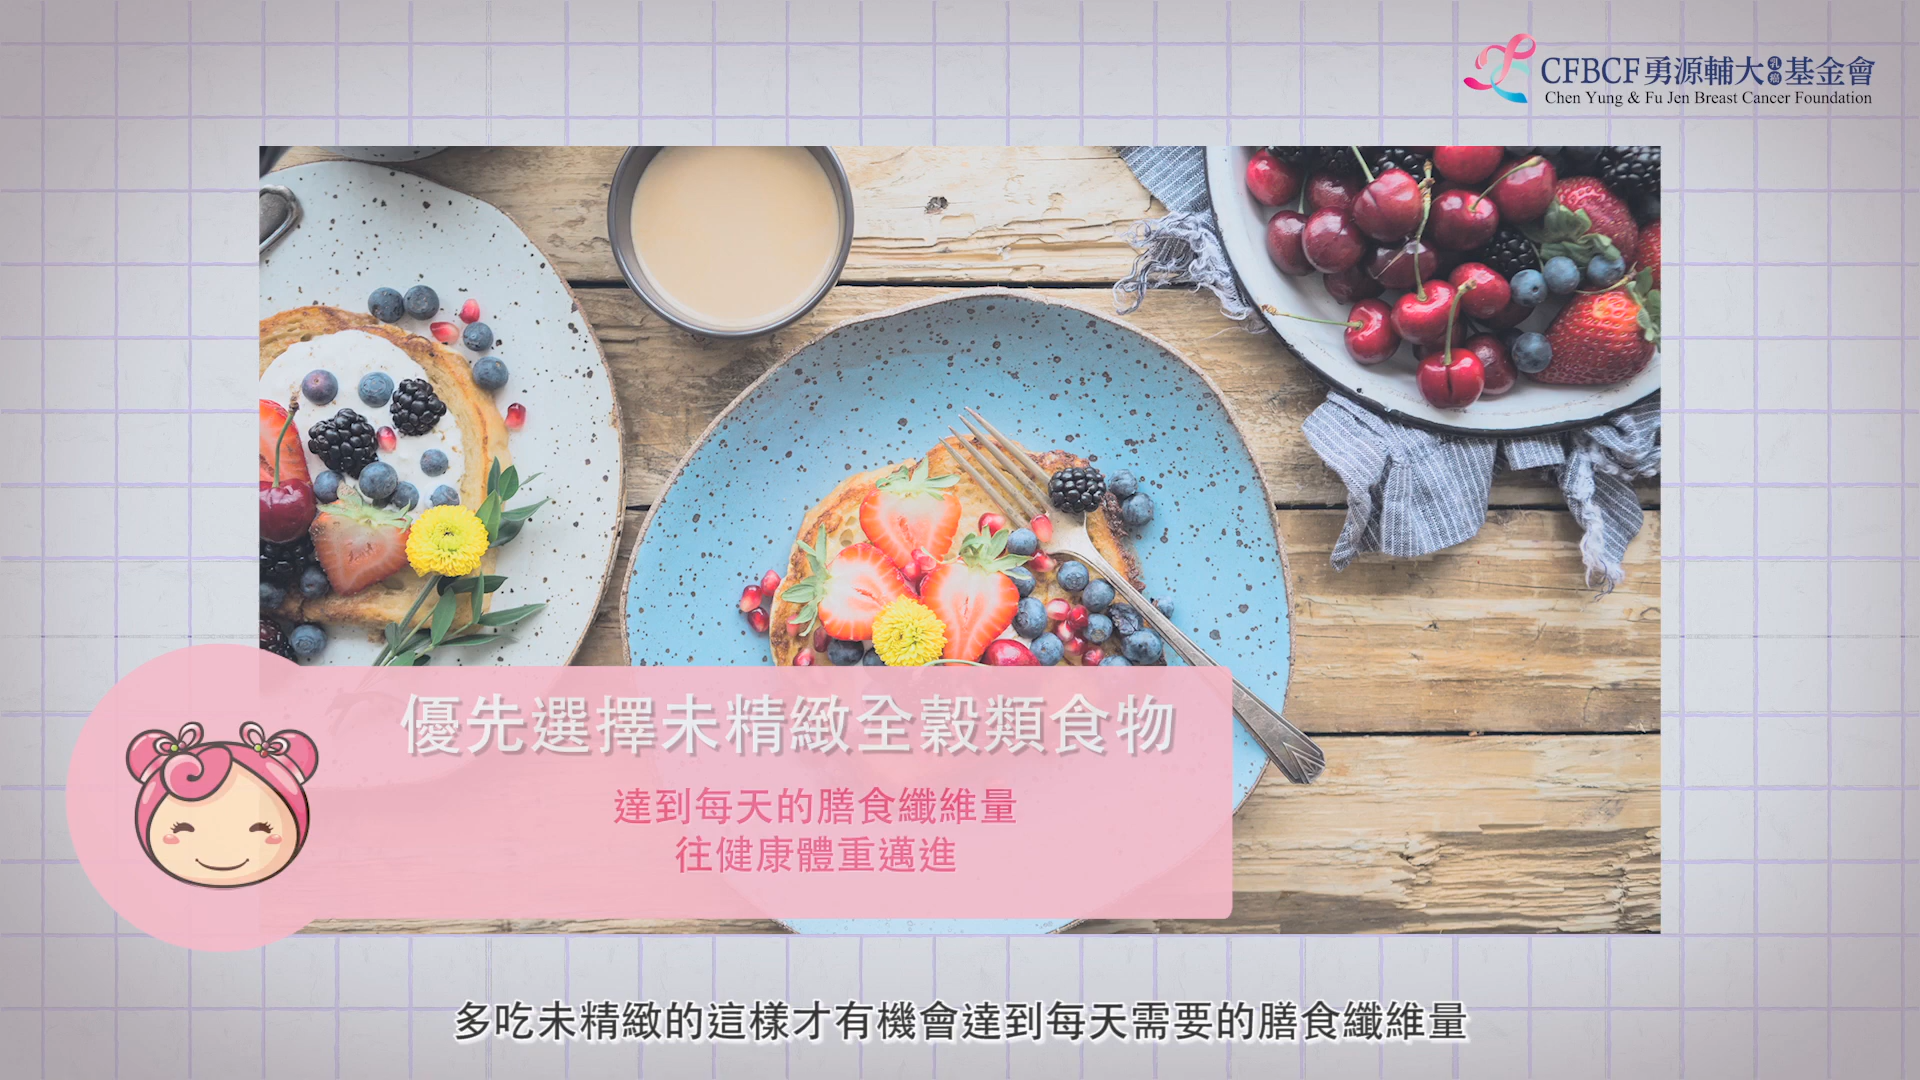 CFBCF勇源輔大乳癌基金會
Chen Yung & Fu Jen Breast Cancer Foundation
優先選擇未精緻全穀類食物
達到每天的膳食纖維量
往健康體重邁進
多吃未精緻的這樣才有機會達到每天需要的膳食纖維量